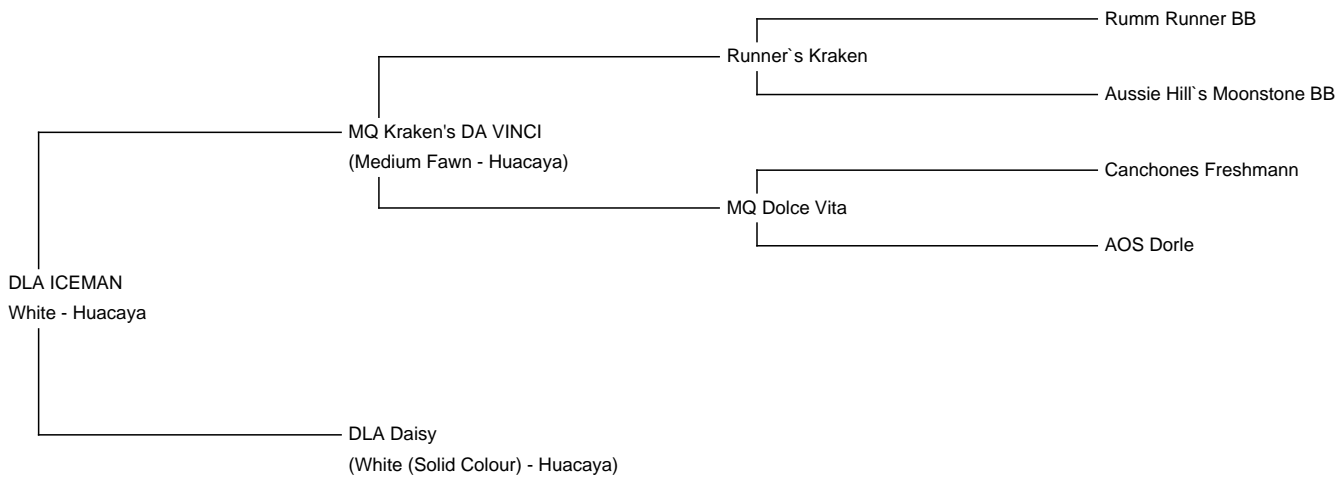 Rumm Runner BB
Runner`s Kraken
Aussie Hill`s Moonstone BB
MQ Kraken's DA VINCI
(Medium Fawn - Huacaya)
Canchones Freshmann
MQ Dolce Vita
AOS Dorle
DLA ICEMAN
White - Huacaya
DLA Daisy
(White (Solid Colour) - Huacaya)